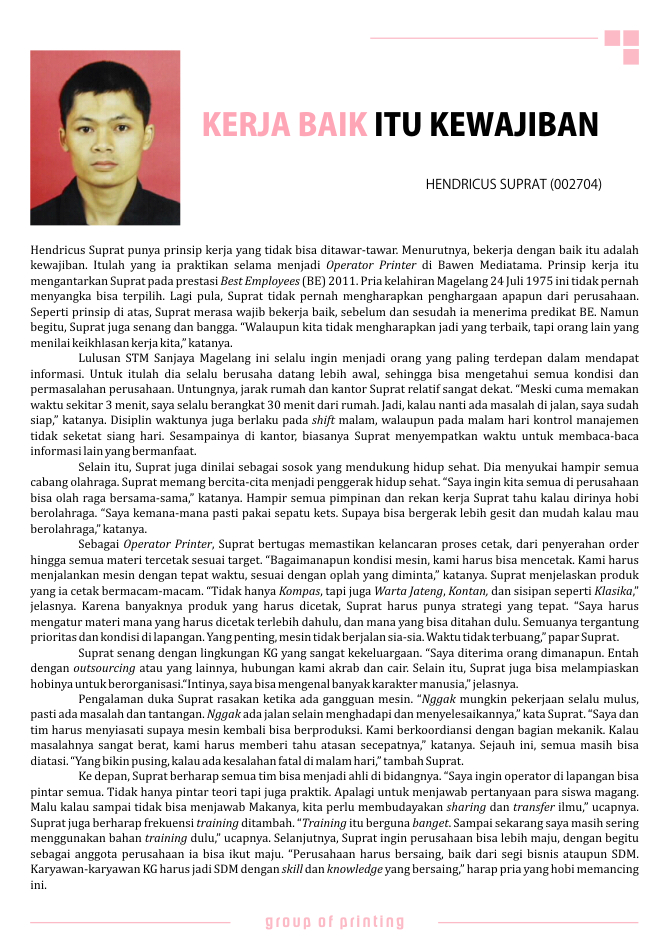 KERJA BAIK ITU KEWAJIBAN
HENDRICUS SUPRAT (002704)
Hendricus Suprat punya prinsip kerja yang tidak bisa ditawar-tawar. Menurutnya, bekerja dengan baik itu adalah
kewajiban. Itulah yang ia praktikan selama menjadi Operator Printer di Bawen Mediatama. Prinsip kerja itu
mengantarkan Suprat pada prestasi Best Employees (BE) 2011. Pria kelahiran Magelang 24 Juli 1975 ini tidak pernah
menyangka bisa terpilih. Lagi pula, Suprat tidak pernah mengharapkan penghargaan apapun dari perusahaan.
Seperti prinsip di atas, Suprat merasa wajib bekerja baik, sebelum dan sesudah ia menerima predikat BE. Namun
begitu, Suprat juga senang dan bangga. “Walaupun kita tidak mengharapkan jadi yang terbaik, tapi orang lain yang
menilai keikhlasan kerja kita,” katanya.
Lulusan STM Sanjaya Magelang ini selalu ingin menjadi orang yang paling terdepan dalam mendapat
informasi. Untuk itulah dia selalu berusaha datang lebih awal, sehingga bisa mengetahui semua kondisi dan
permasalahan perusahaan. Untungnya, jarak rumah dan kantor Suprat relatif sangat dekat. “Meski cuma memakan
waktu sekitar 3 menit, saya selalu berangkat 30 menit dari rumah. Jadi, kalau nanti ada masalah di jalan, saya sudah
siap,” katanya. Disiplin waktunya juga berlaku pada shift malam, walaupun pada malam hari kontrol manajemen
tidak seketat siang hari. Sesampainya di kantor, biasanya Suprat menyempatkan waktu untuk membaca-baca
informasi lain yang bermanfaat.
Selain itu, Suprat juga dinilai sebagai sosok yang mendukung hidup sehat. Dia menyukai hampir semua
cabang olahraga. Suprat memang bercita-cita menjadi penggerak hidup sehat. “Saya ingin kita semua di perusahaan
bisa olah raga bersama-sama,” katanya. Hampir semua pimpinan dan rekan kerja Suprat tahu kalau dirinya hobi
berolahraga. “Saya kemana-mana pasti pakai sepatu kets. Supaya bisa bergerak lebih gesit dan mudah kalau mau
berolahraga,” katanya.
Sebagai Operator Printer, Suprat bertugas memastikan kelancaran proses cetak, dari penyerahan order
hingga semua materi tercetak sesuai target. “Bagaimanapun kondisi mesin, kami harus bisa mencetak. Kami harus
menjalankan mesin dengan tepat waktu, sesuai dengan oplah yang diminta,” katanya. Suprat menjelaskan produk
yang ia cetak bermacam-macam. “Tidak hanya Kompas, tapi juga Warta Jateng, Kontan, dan sisipan seperti Klasika,”
jelasnya. Karena banyaknya produk yang harus dicetak, Suprat harus punya strategi yang tepat. “Saya harus
mengatur materi mana yang harus dicetak terlebih dahulu, dan mana yang bisa ditahan dulu. Semuanya tergantung
prioritas dan kondisi di lapangan. Yang penting, mesin tidak berjalan sia-sia. Waktu tidak terbuang,” papar Suprat.
Suprat senang dengan lingkungan KG yang sangat kekeluargaan. “Saya diterima orang dimanapun. Entah
dengan outsourcing atau yang lainnya, hubungan kami akrab dan cair. Selain itu, Suprat juga bisa melampiaskan
hobinya untuk berorganisasi.“Intinya, saya bisa mengenal banyak karakter manusia,” jelasnya.
Pengalaman duka Suprat rasakan ketika ada gangguan mesin. “Nggak mungkin pekerjaan selalu mulus,
pasti ada masalah dan tantangan. Nggak ada jalan selain menghadapi dan menyelesaikannya,” kata Suprat. “Saya dan
tim harus menyiasati supaya mesin kembali bisa berproduksi. Kami berkoordiansi dengan bagian mekanik. Kalau
masalahnya sangat berat, kami harus memberi tahu atasan secepatnya,” katanya. Sejauh ini, semua masih bisa
diatasi. “Yang bikin pusing, kalau ada kesalahan fatal di malam hari,” tambah Suprat.
Ke depan, Suprat berharap semua tim bisa menjadi ahli di bidangnya. “Saya ingin operator di lapangan bisa
pintar semua. Tidak hanya pintar teori tapi juga praktik. Apalagi untuk menjawab pertanyaan para siswa magang.
Malu kalau sampai tidak bisa menjawab Makanya, kita perlu membudayakan sharing dan transfer ilmu,” ucapnya.
Suprat juga berharap frekuensi training ditambah. “Training itu berguna banget. Sampai sekarang saya masih sering
menggunakan bahan training dulu,” ucapnya. Selanjutnya, Suprat ingin perusahaan bisa lebih maju, dengan begitu
sebagai anggota perusahaan ia bisa ikut maju. “Perusahaan harus bersaing, baik dari segi bisnis ataupun SDM.
Karyawan-karyawan KG harus jadi SDM dengan skill dan knowledge yang bersaing,” harap pria yang hobi memancing
ini.
group of printing